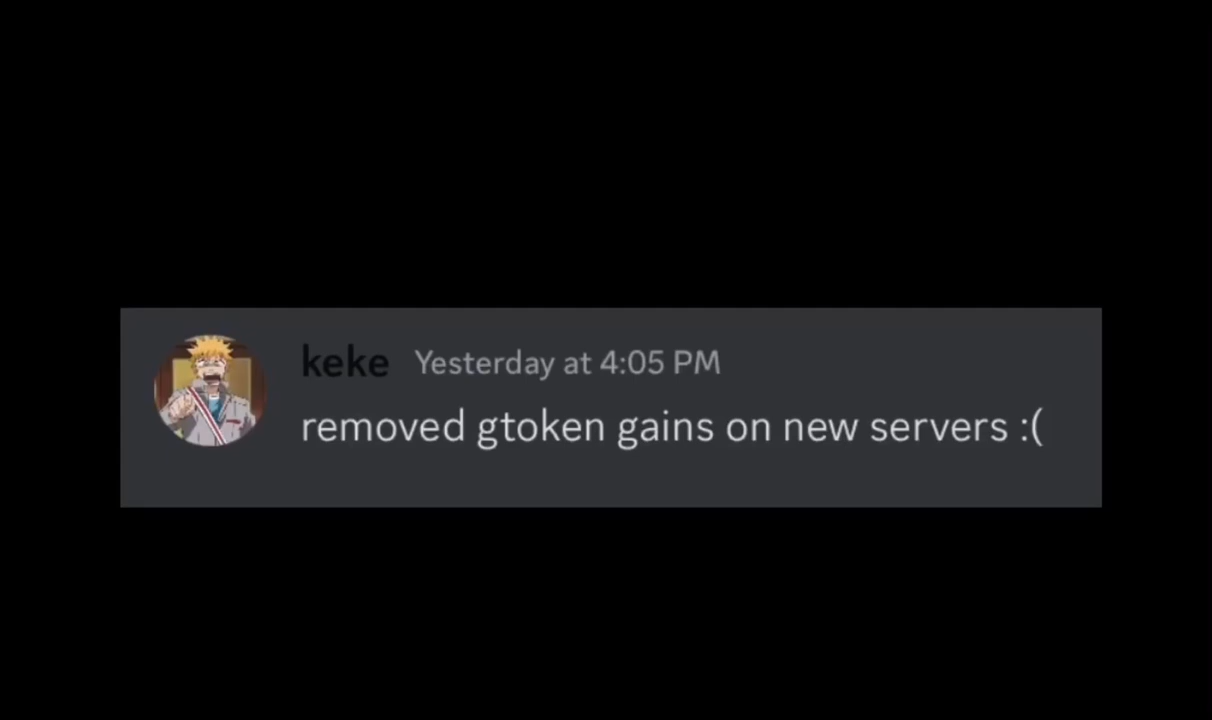 keke Yesterday at 4:05 PM
removed gtoken gains on new servers :(